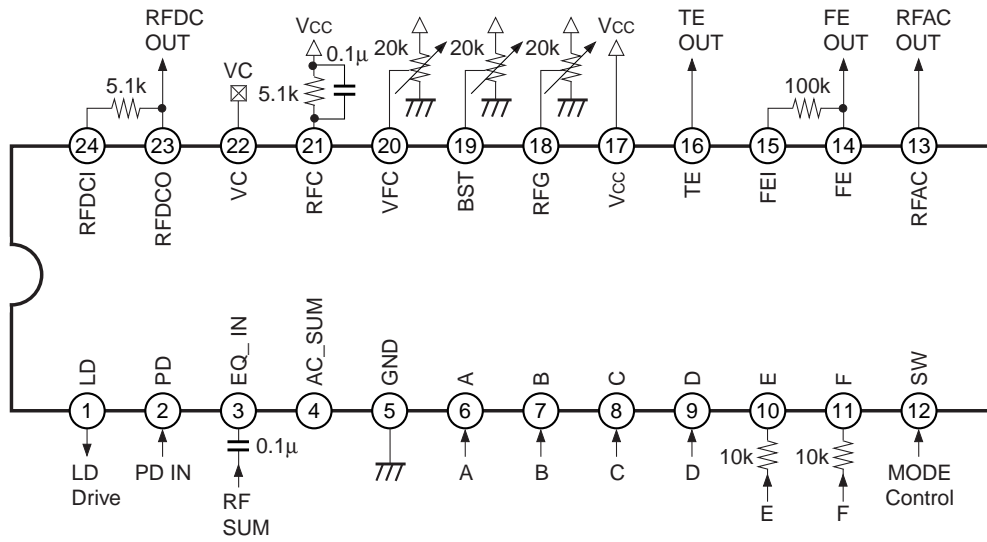 RFDC OUT
VCC
VCC
TE OUT
FE OUT
RFAC OUT
0.1µ
20k
20k
20k
VC
5.1k
5.1k
100k
24
23
22
21
20
19
18
17
16
15
14
13
RFDCI
RFDCO
VC
RFC
VFC
BST
RFG
VCC
TE
FEI
FE
RFAC
LD
PD
EQ_IN
AC_SUM
GND
A
B
C
D
E
F
SW
1
2
3
4
5
6
7
8
9
10
11
12
0.1µ
10k
10k
LD
Drive
PD IN
RF
SUM
A
B
C
D
E
F
MODE
Control